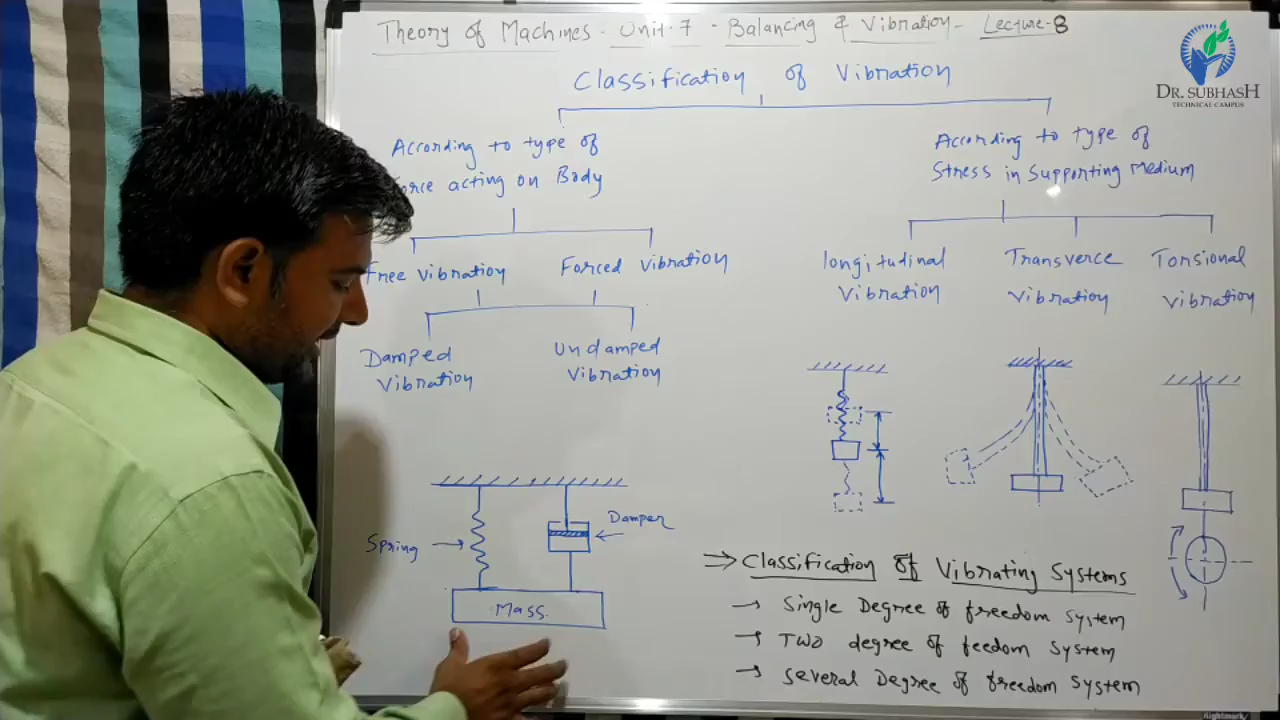 Theory of Machines - Unit-7 - Balancing & Vibration - Lecture-8
DR. SUBHASH
TECHNICAL CAMPUS
Classification of Vibration
According to type of
Force acting on Body
According to type of
Stress in Supporting Medium
Free vibration
Forced Vibration
longitudinal
Vibration
Transverce
Vibration
Torsional
Vibration
Damped
Vibration
Undamped
Vibration
Spring
Damper
Mass
Classification of Vibrating Systems
Single Degree of freedom system
Two degree of feedom system
Several Degree of freedom system